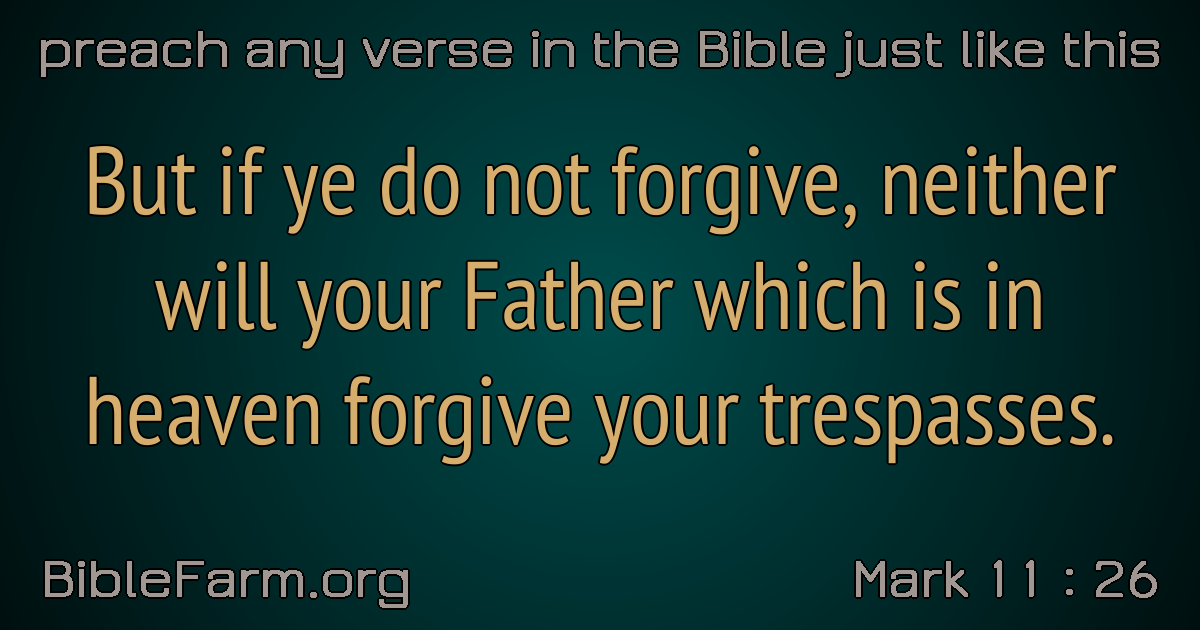 preach any verse in the Bible just like this
But if ye do not forgive, neither
will your Father which is in
heaven forgive your trespasses.
BibleFarm.org
Mark 11 : 26